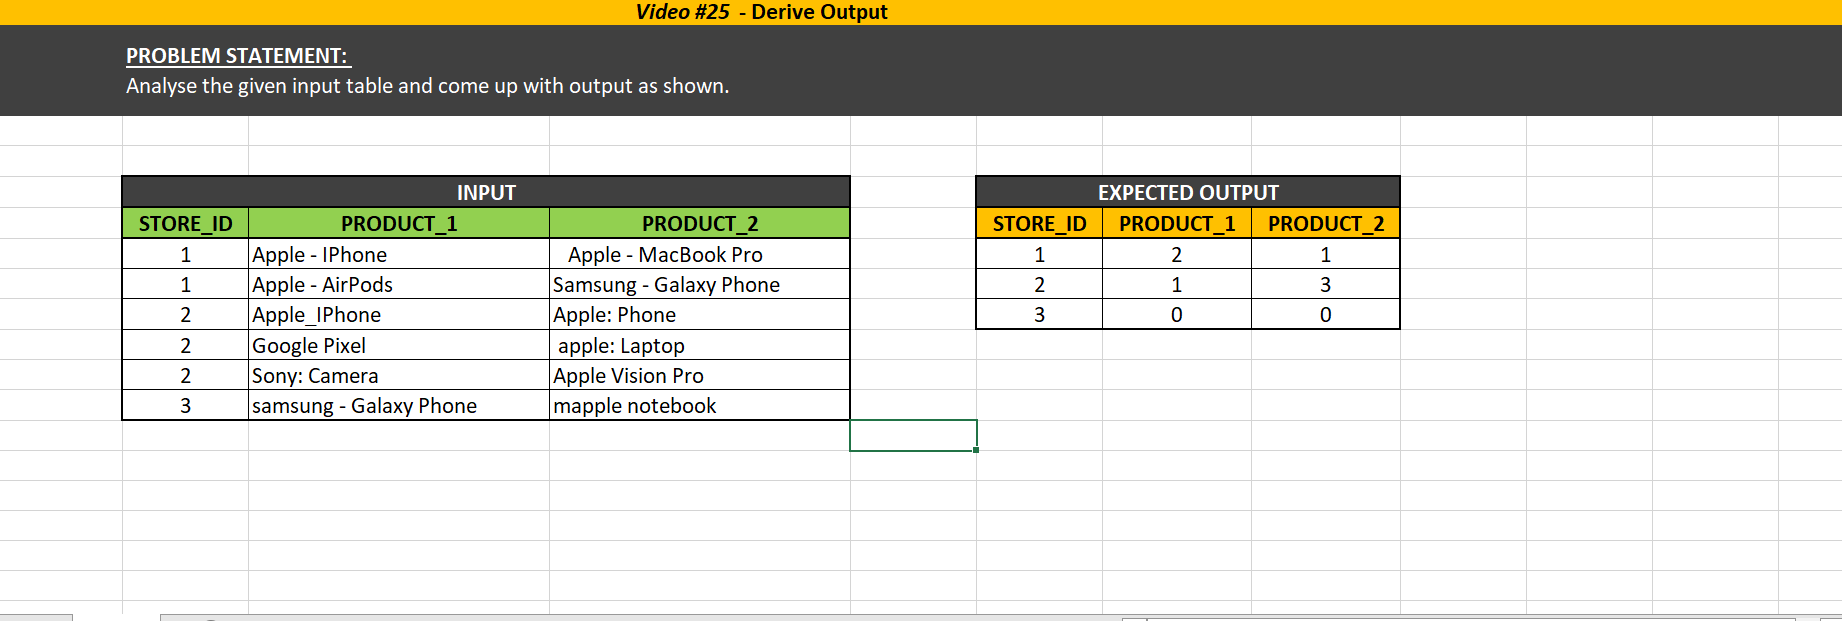 Video #25 - Derive Output
PROBLEM STATEMENT:
Analyse the given input table and come up with output as shown.
INPUT
STORE_ID PRODUCT_1 PRODUCT_2
1 Apple - IPhone Apple - MacBook Pro
1 Apple - AirPods Samsung - Galaxy Phone
2 Apple_IPhone Apple: Phone
2 Google Pixel apple: Laptop
2 Sony: Camera Apple Vision Pro
3 samsung - Galaxy Phone mapple notebook
EXPECTED OUTPUT
STORE_ID PRODUCT_1 PRODUCT_2
1 2 1
2 1 3
3 0 0